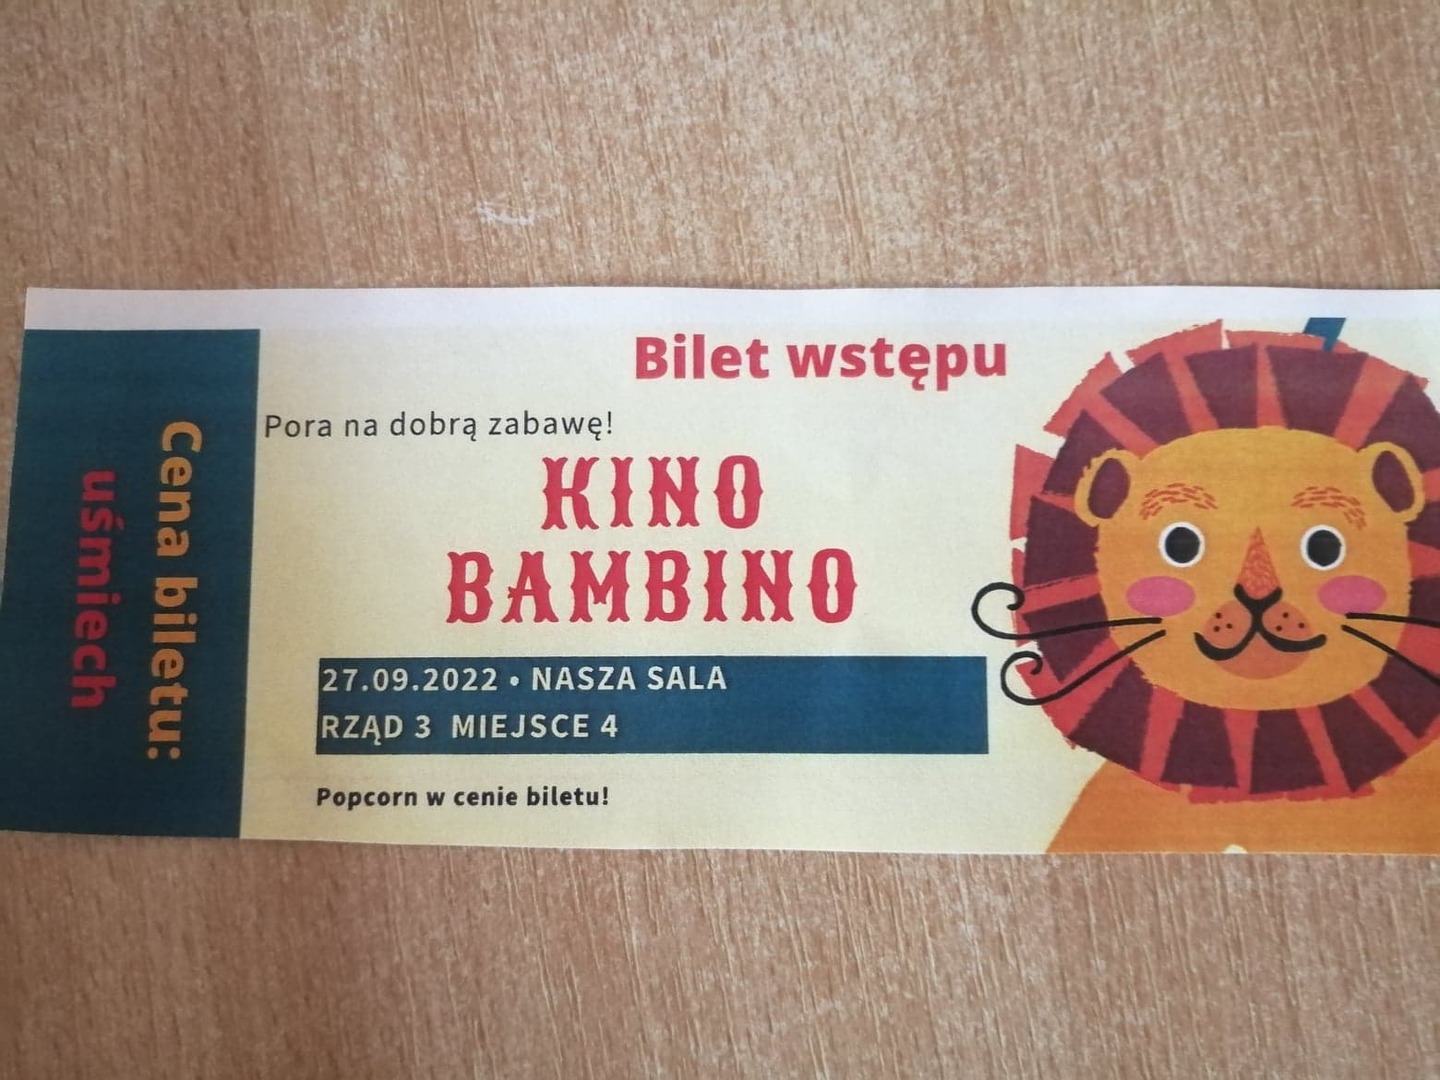 Cena biletu:
uśmiech
Bilet wstępu
Pora na dobrą zabawę!
KINO
BAMBINO
27.09.2022 • NASZA SALA
RZĄD 3 MIEJSCE 4
Popcorn w cenie biletu!